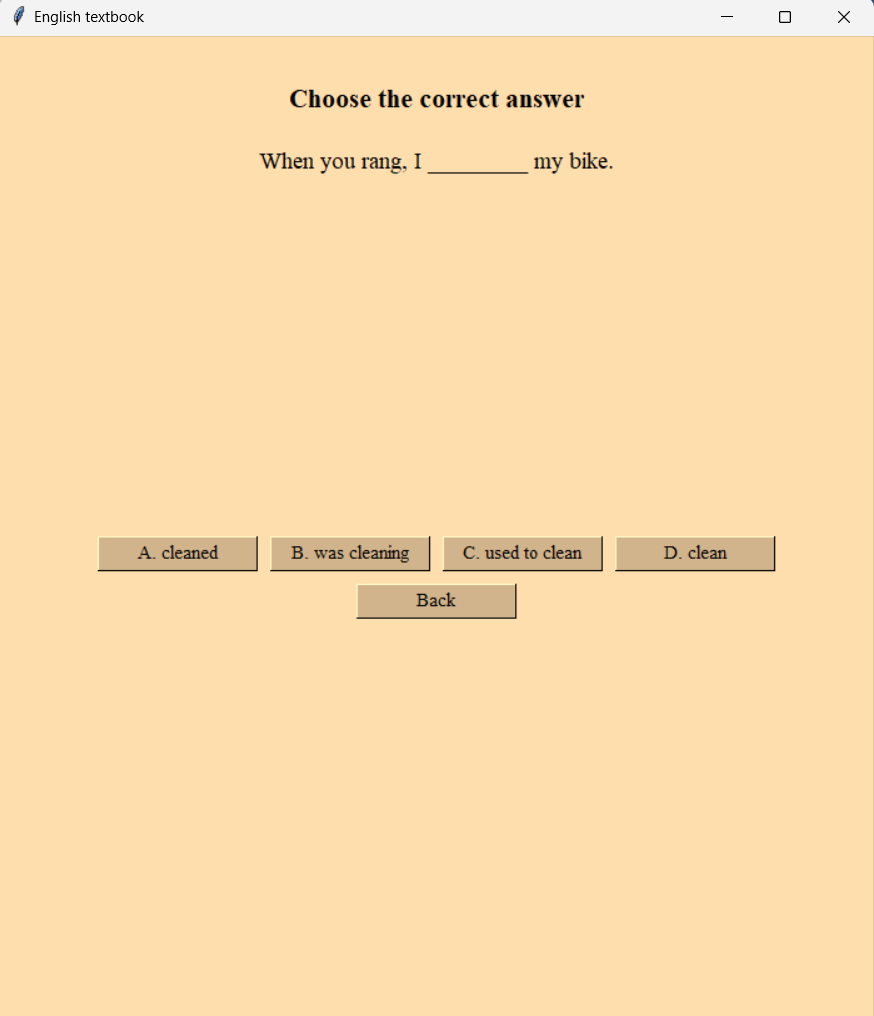 English textbook
Choose the correct answer
When you rang, I _________ my bike.
A. cleaned
B. was cleaning
C. used to clean
D. clean
Back